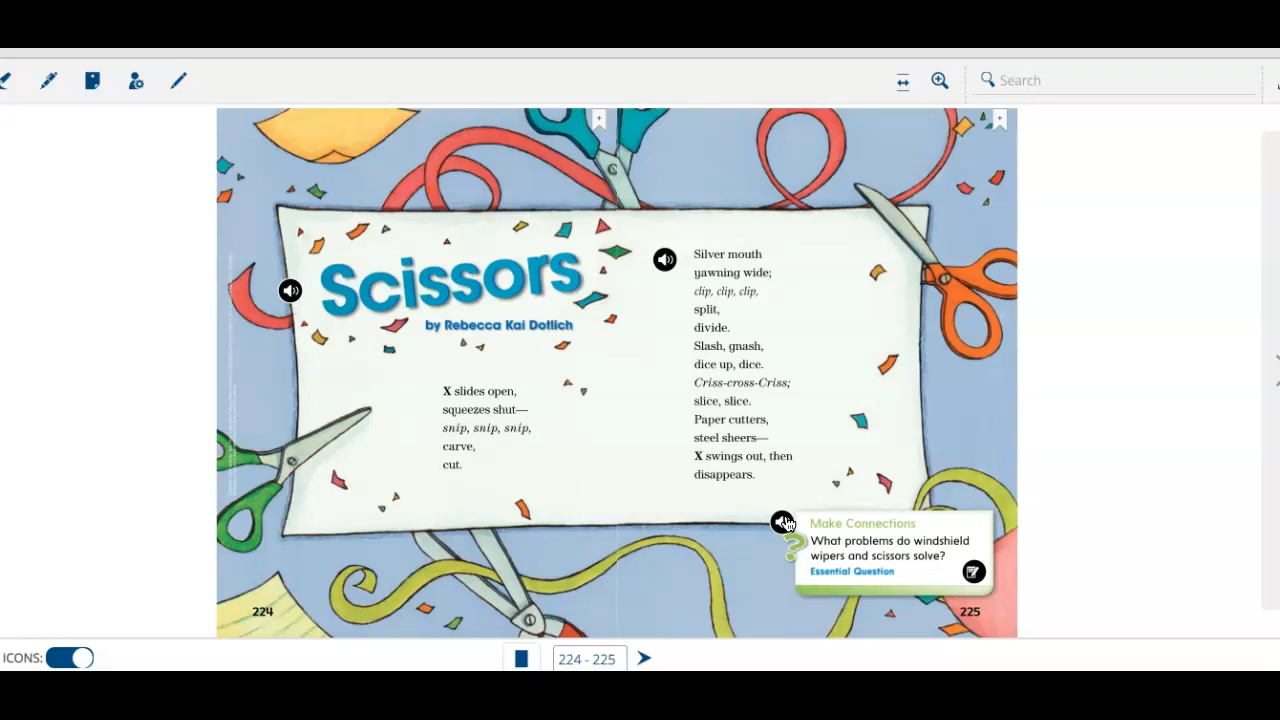 Search
Scissors
by Rebecca Kai Dotlich
X slides open,
squeezes shut—
snip, snip, snip,
carve,
cut.
Silver mouth
yawning wide;
clip, clip, clip,
split,
divide.
Slash, gnash,
dice up, dice.
Criss-cross-Criss;
slice, slice.
Paper cutters,
steel sheers—
X swings out, then
disappears.
Make Connections
? What problems do windshield
wipers and scissors solve?
Essential Question
224
225
ICONS:
224 - 225